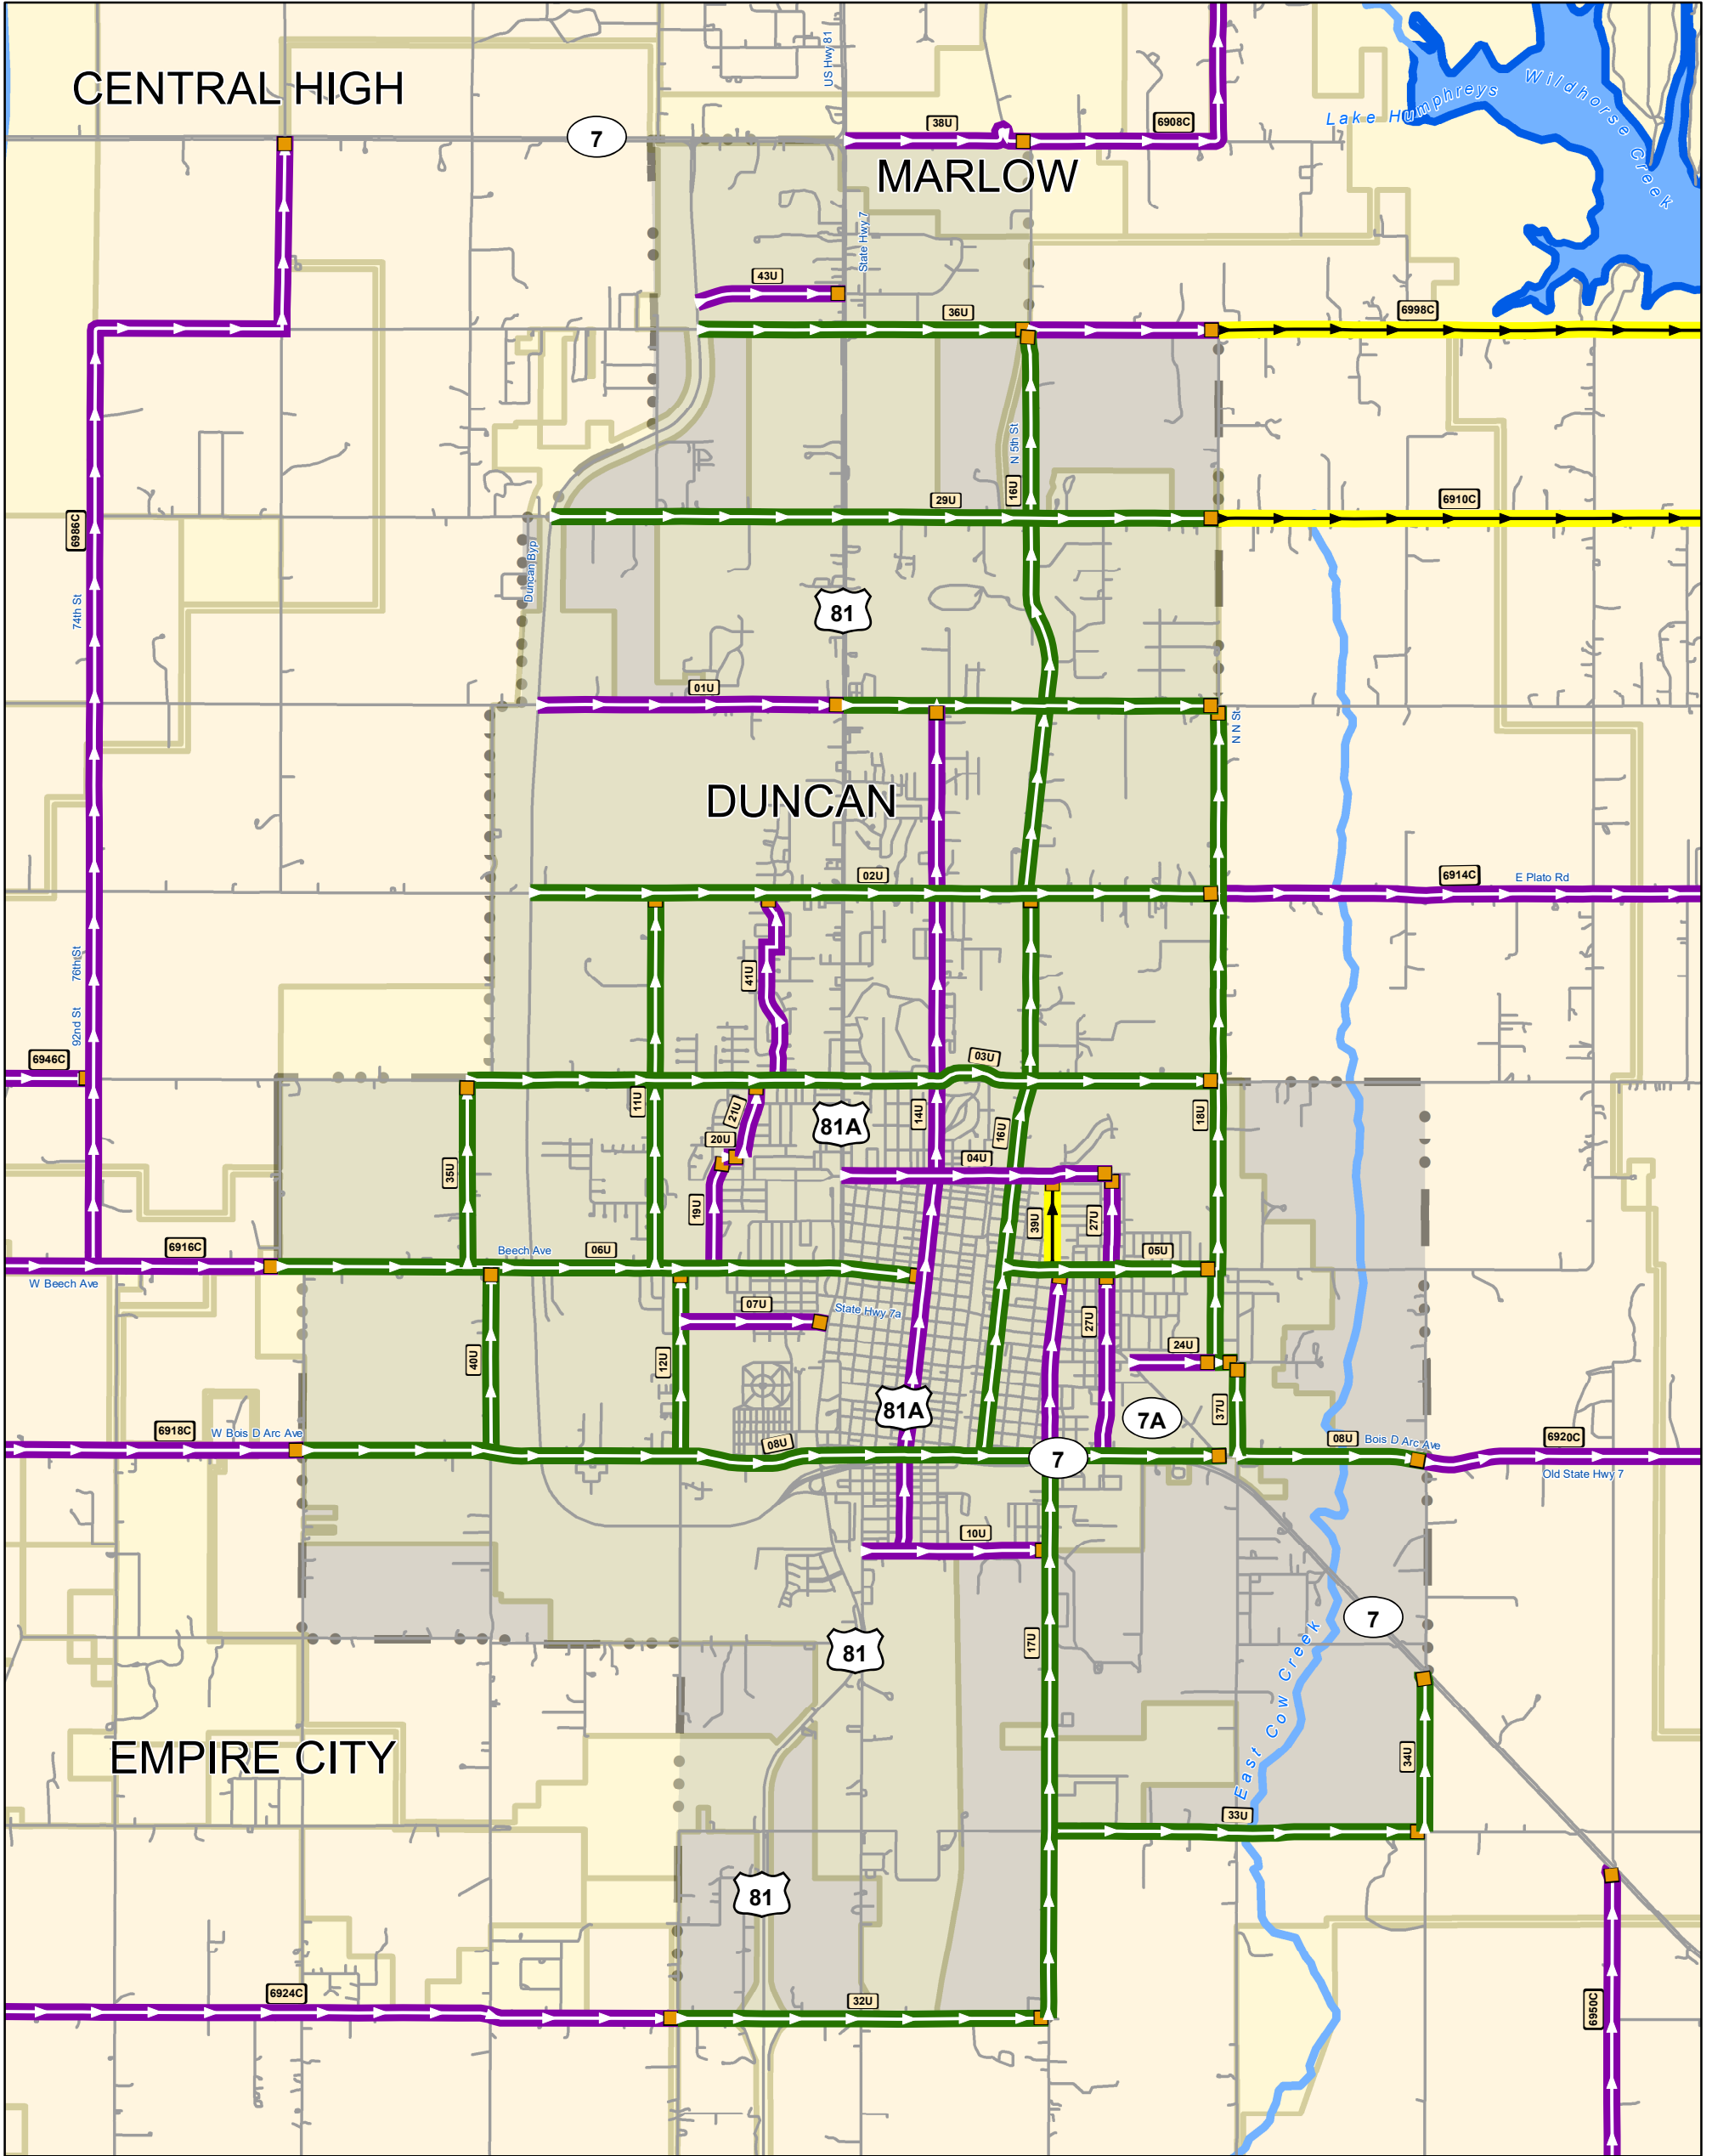 US Hwy 81
CENTRAL HIGH
Wildhorse Creek
Lake Humphreys
7
38U
6908C
MARLOW
State Hwy 7
43U
36U
6998C
N 5th St
16U
29U
6910C
6986C
Duncan Byp
74th St
81
01U
N N St
DUNCAN
02U
6914C
E Plato Rd
76th St
41U
92nd St
6946C
03U
11U
21U
81A
14U
16U
18U
20U
35U
04U
19U
39U
27U
6916C
Beech Ave
06U
05U
W Beech Ave
07U
State Hwy 7a
27U
24U
40U
12U
81A
7A
37U
6918C
W Bois D Arc Ave
08U
7
08U
Bois D Arc Ave
6920C
Old State Hwy 7
10U
7
17U
81
East Cow Creek
EMPIRE CITY
34U
33U
81
6924C
32U
6950C